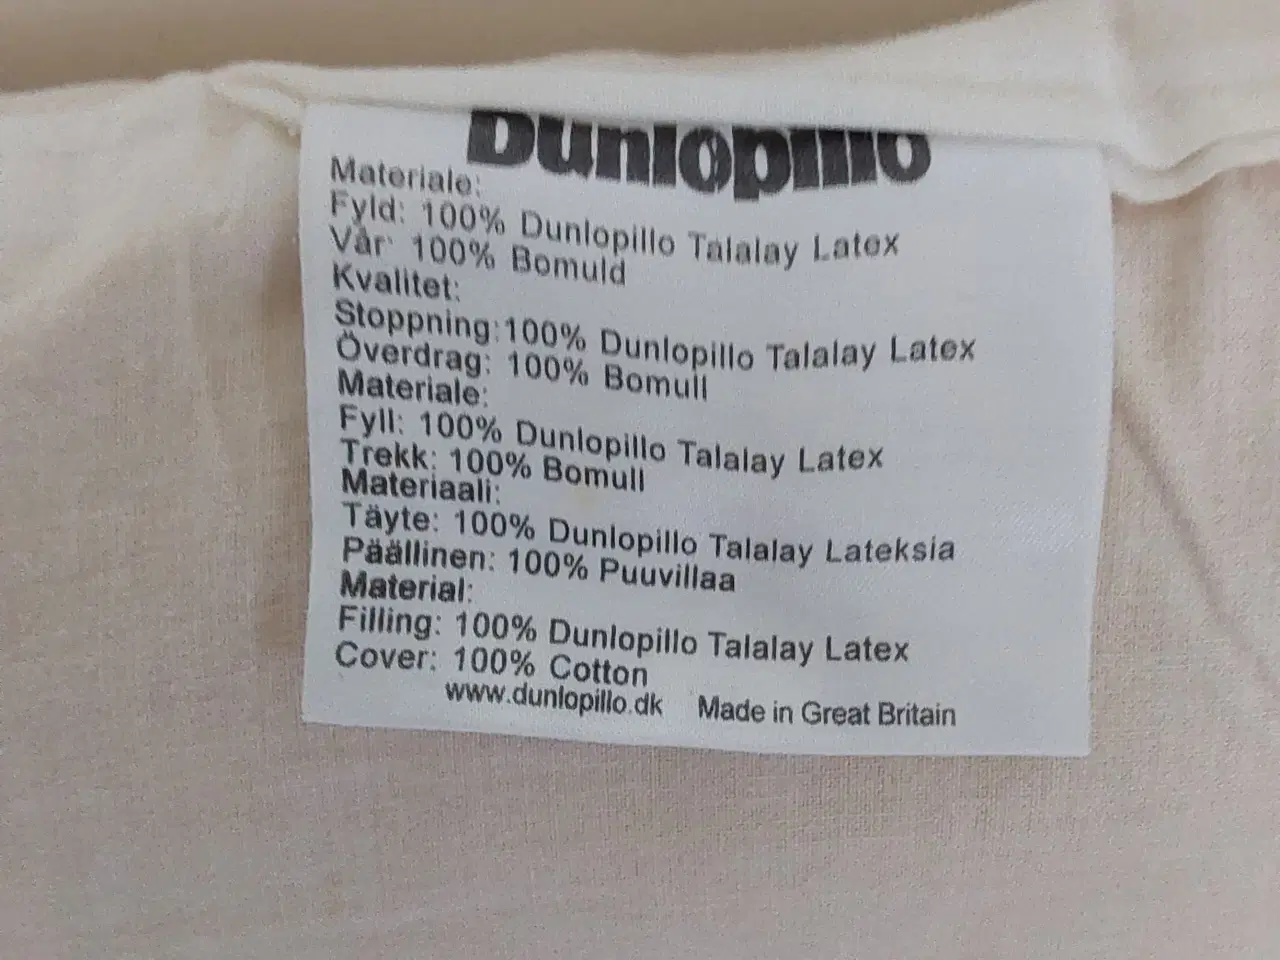 Dunlopillo
Materiale:
Fyld: 100% Dunlopillo Talalay Latex
Vår 100% Bomuld
Kvalitet:
Stoppning:100% Dunlopillo Talalay Latex
Överdrag: 100% Bomull
Materiale:
Fyll: 100% Dunlopillo Talalay Latex
Trekk: 100% Bomull
Materiaali:
Täyte: 100% Dunlopillo Talalay Lateksia
Päällinen: 100% Puuvillaa
Material:
Filling: 100% Dunlopillo Talalay Latex
Cover: 100% Cotton
www.dunlopillo.dk Made in Great Britain